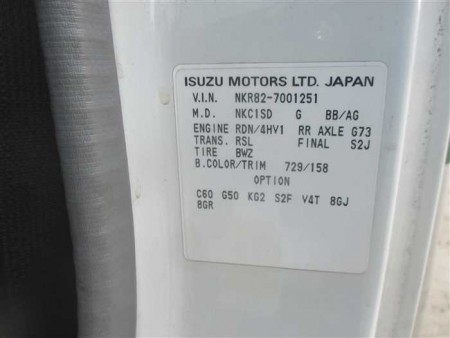 ISUZU MOTORS LTD. JAPAN
V.I.N. NKR82-7001251
M.D. NKC1SD G BB/AG
ENGINE RDN/4HV1 RR AXLE G73
TRANS. RSL FINAL S2J
TIRE BWZ
B.COLOR/TRIM 729/158
OPTION
C60 G50 KG2 S2F V4T 8GJ
8GR